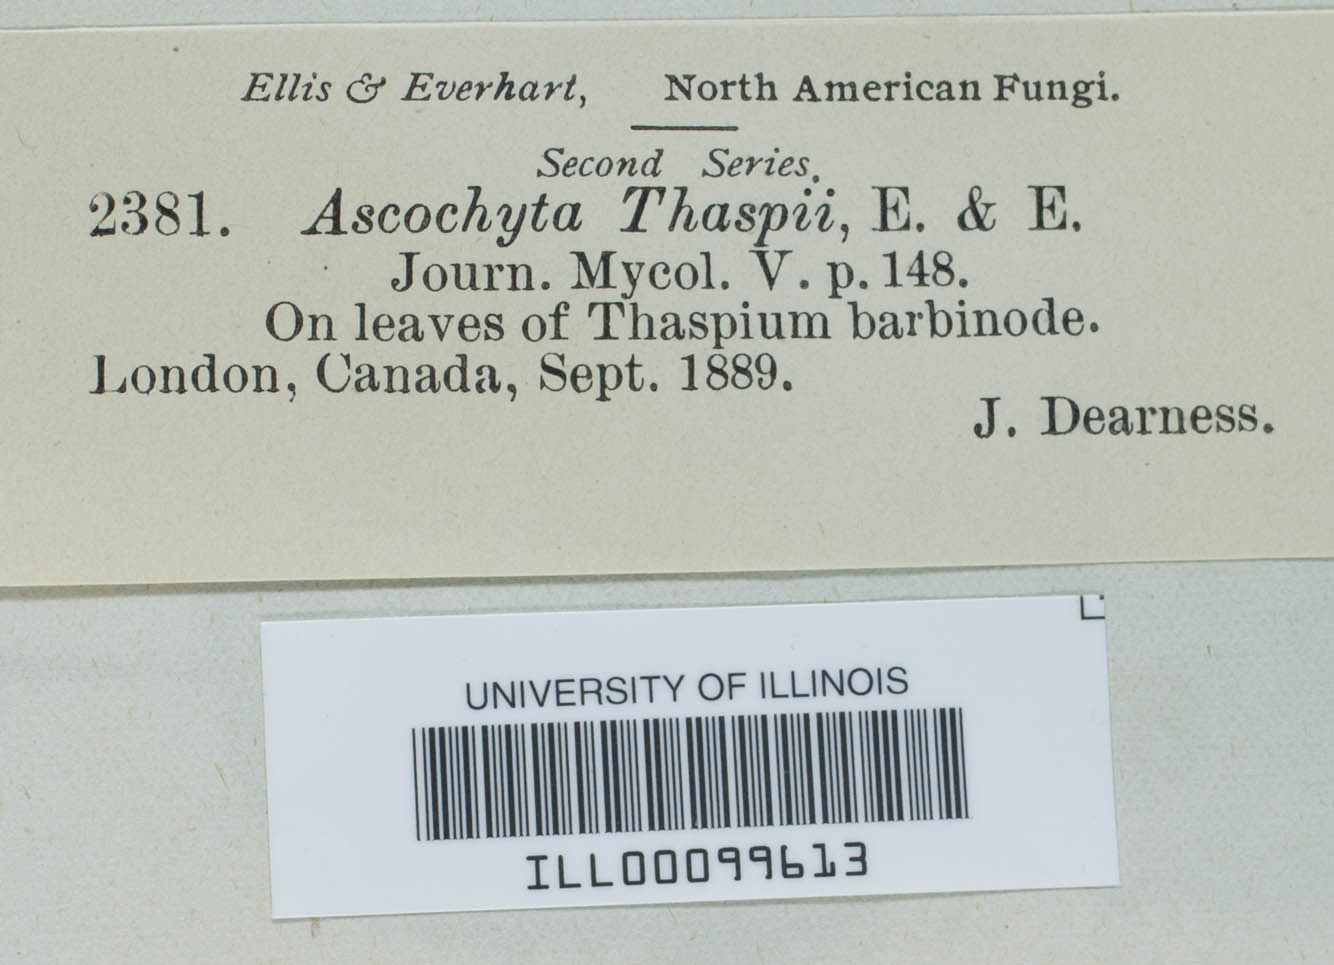 Ellis & Everhart, North American Fungi.
Second Series.
2381. Ascochyta Thaspii, E. & E.
Journ. Mycol. V. p. 148.
On leaves of Thaspium barbinode.
London, Canada, Sept. 1889.
J. Dearness.
UNIVERSITY OF ILLINOIS
ILL00099613